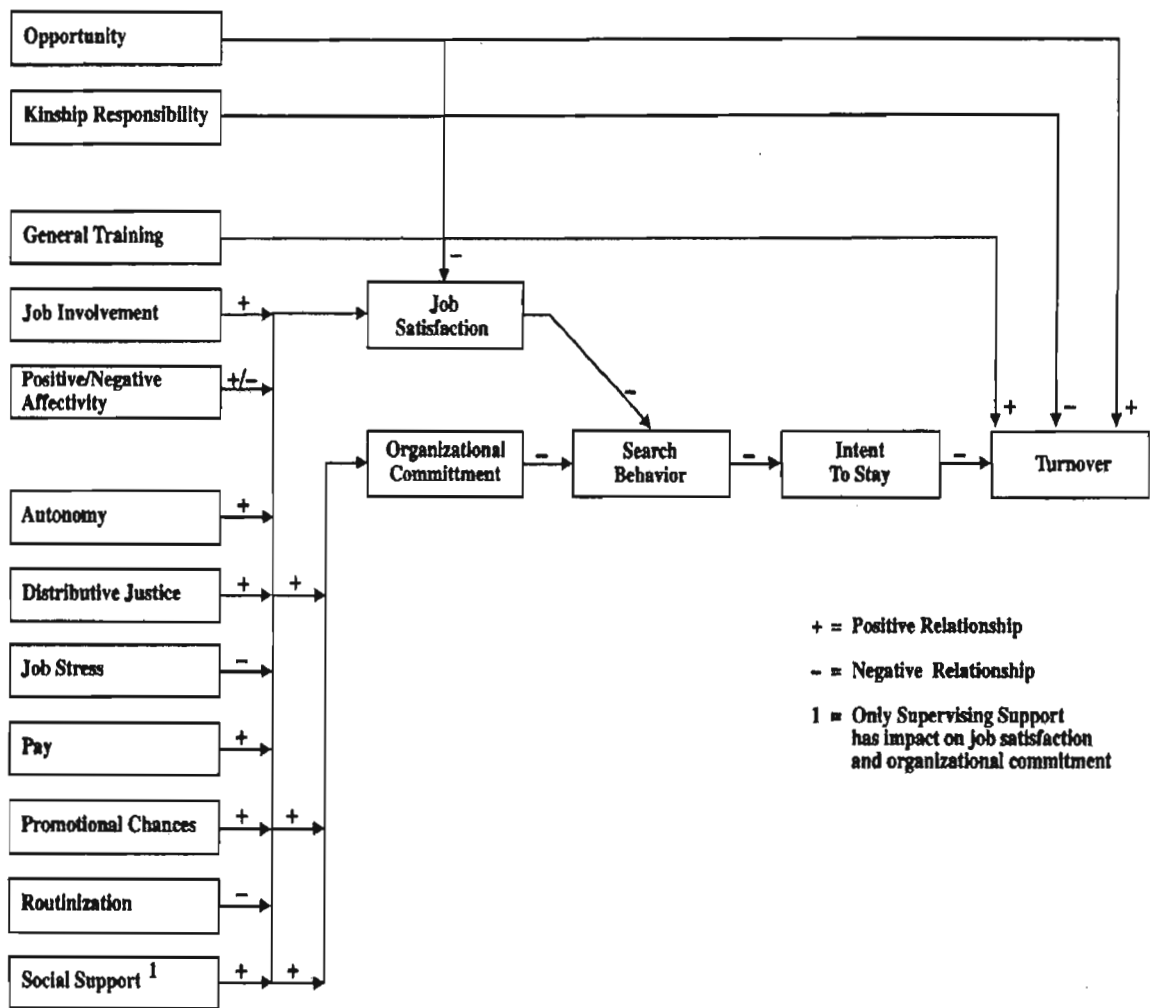 Opportunity
Kinship Responsibility
General Training
-
Job Involvement
+
Job
Satisfaction
Positive/Negative
Affectivity
+/-
-
+
-
+
Organizational
Committment
-
Search
Behavior
-
Intent
To Stay
-
Turnover
Autonomy
+
Distributive Justice
+
+
+ = Positive Relationship
Job Stress
-
- = Negative Relationship
Pay
+
1 = Only Supervising Support
has impact on job satisfaction
and organizational commitment
Promotional Chances
+
+
Routinization
-
Social Support 1
+
+